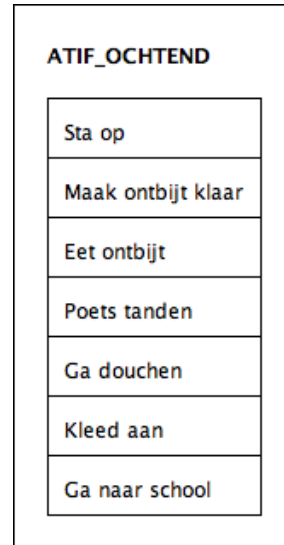 ATIF_OCHTEND
Sta op
Maak ontbijt klaar
Eet ontbijt
Poets tanden
Ga douchen
Kleed aan
Ga naar school